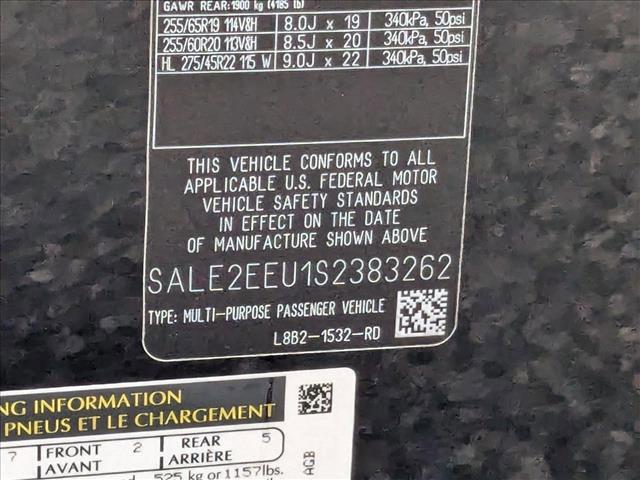 GAWR REAR:1900 kg (4185 lb)
255/65R19 114V8H 8.0J x 19 340kPa, 50psi
255/60R20 113V8H 8.5J x 20 340kPa, 50psi
HL 275/45R22 115 W 9.0J x 22 340kPa, 50psi
THIS VEHICLE CONFORMS TO ALL
APPLICABLE U.S. FEDERAL MOTOR
VEHICLE SAFETY STANDARDS
IN EFFECT ON THE DATE
OF MANUFACTURE SHOWN ABOVE
SALE2EEU1S2383262
TYPE: MULTI-PURPOSE PASSENGER VEHICLE
L8B2-1532-RD
NG INFORMATION
PNEUS ET LE CHARGEMENT
7 FRONT 2 REAR 5
AVANT ARRIÈRE
525 kg or 1157lbs.
AGB